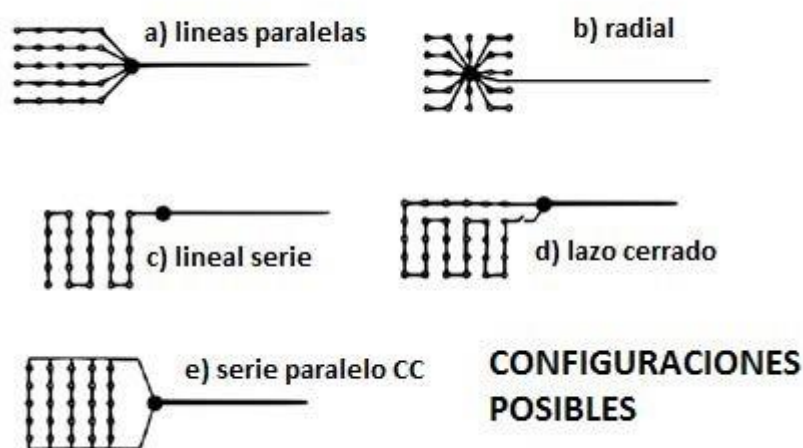 a) lineas paralelas
b) radial
c) lineal serie
d) lazo cerrado
e) serie paralelo CC
CONFIGURACIONES
POSIBLES